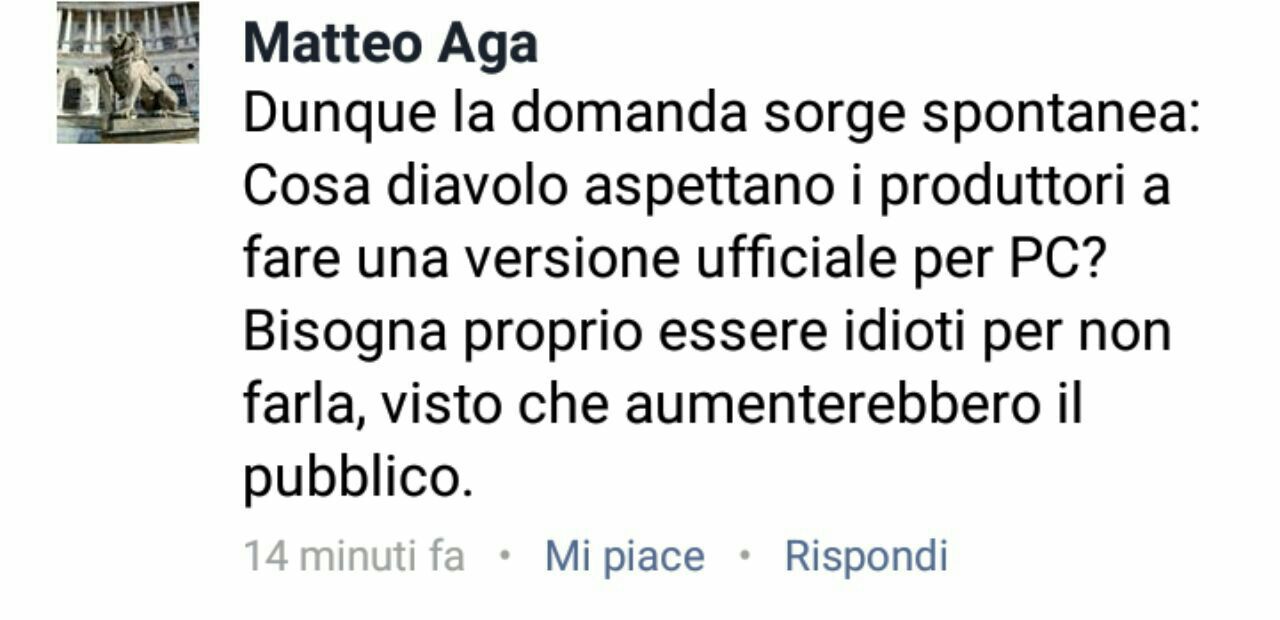 Matteo Aga
Dunque la domanda sorge spontanea:
Cosa diavolo aspettano i produttori a
fare una versione ufficiale per PC?
Bisogna proprio essere idioti per non
farla, visto che aumenterebbero il
pubblico.
14 minuti fa • Mi piace • Rispondi